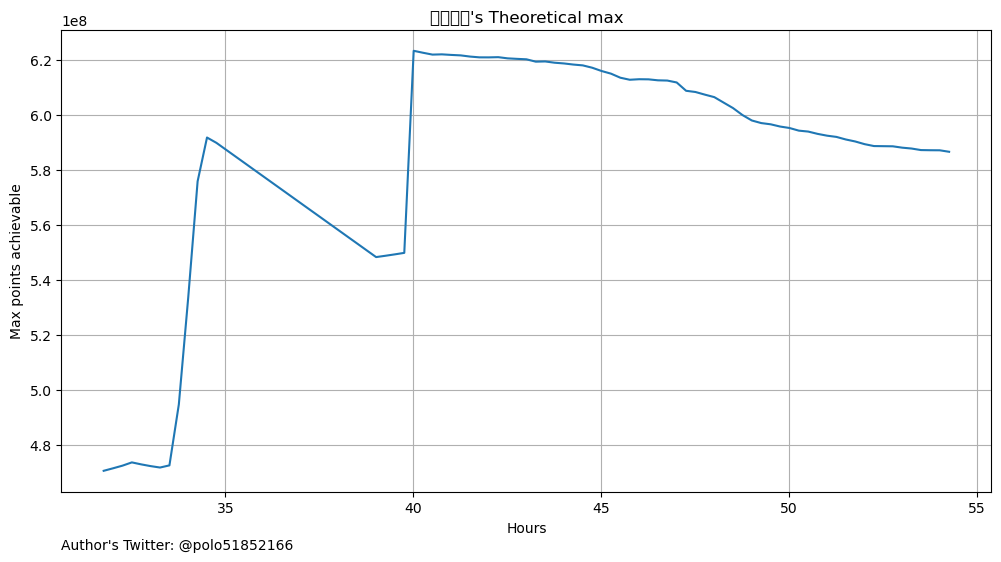 's Theoretical max
1e8
6.2
6.0
5.8
5.6
5.4
5.2
5.0
4.8
Max points achievable
35 40 45 50 55
Hours
Author's Twitter: @polo51852166